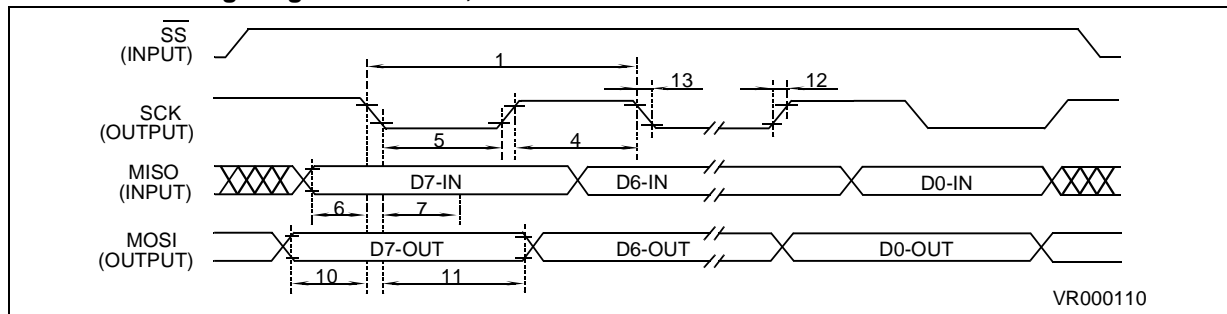 SS
(INPUT)
1
13
12
SCK
(OUTPUT)
5
4
MISO
(INPUT)
D7-IN
D6-IN
D0-IN
6
7
MOSI
(OUTPUT)
D7-OUT
D6-OUT
D0-OUT
10
11
VR000110